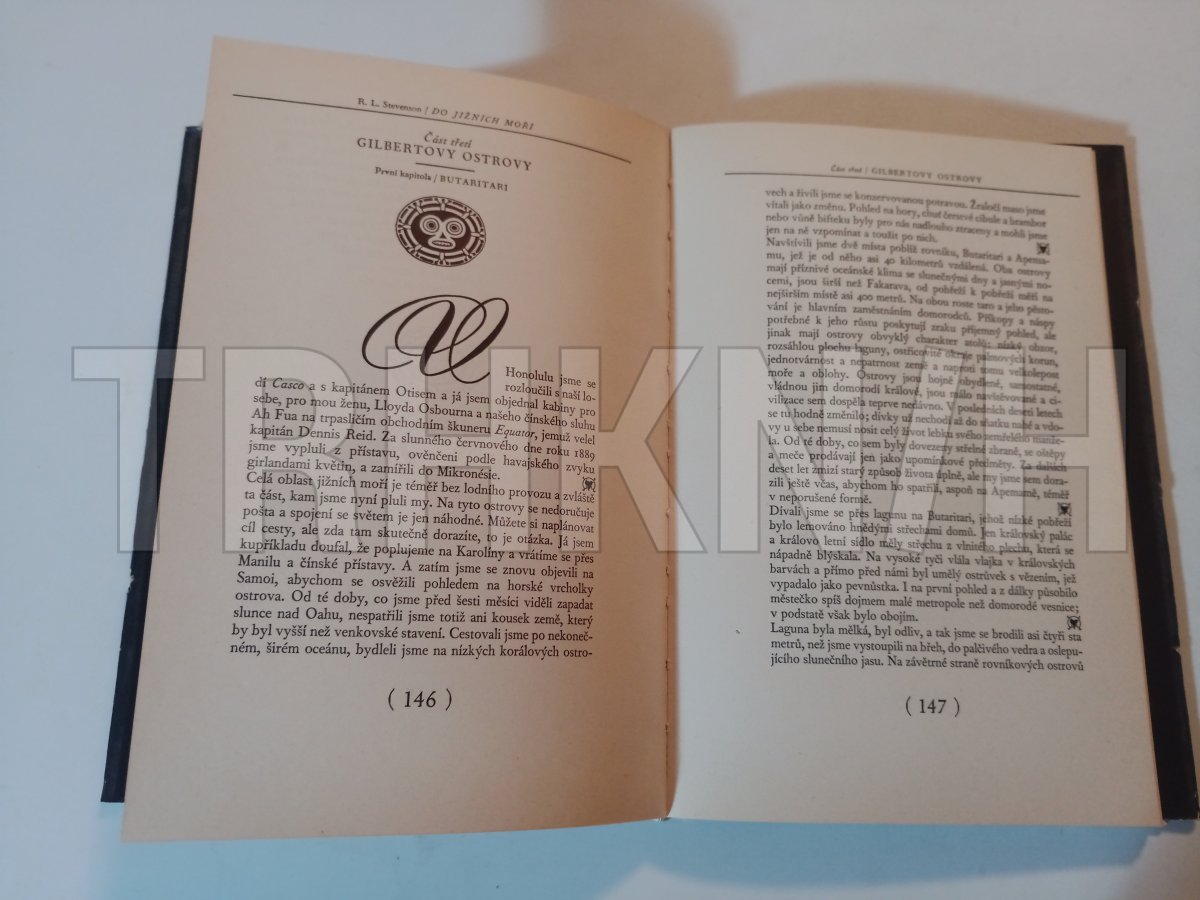 R. L. Stevenson / DO JIŽNÍCH MOŘÍ
Část třetí
GILBERTOVY OSTROVY
První kapitola / BUTARITARI
V Honolulu jsme se
rozloučili s naší lo-
dí Casco a s kapitánem Otisem a já jsem objednal kabiny pro
sebe, pro mou ženu, Lloyda Osbourna a našeho čínského sluhu
Ah Fua na trpasličím obchodním škuneru Equator, jemuž velel
kapitán Dennis Reid. Za slunného červnového dne roku 1889
jsme vypluli z přístavu, ověnčeni podle havajského zvyku
girlandami květin, a zamířili do Mikronésie.
Celá oblast jižních moří je téměř bez lodního provozu a zvláště
ta část, kam jsme nyní pluli my. Na tyto ostrovy se nedoručuje
pošta a spojení se světem je jen náhodné. Můžete si naplánovat
cíl cesty, ale zda tam skutečně dorazíte, to je otázka. Já jsem
kupříkladu doufal, že poplujeme na Karolíny a vrátíme se přes
Manilu a čínské přístavy. A zatím jsme se znovu objevili na
Samoi, abychom se osvěžili pohledem na horské vrcholky
ostrova. Od té doby, co jsme před šesti měsíci viděli zapadat
slunce nad Oahu, nespatřili jsme totiž ani kousek země, který
by byl vyšší než venkovské stavení. Cestovali jsme po nekoneč-
ném, širém oceánu, bydleli jsme na nízkých korálových ostro-
( 146 )
Část třetí / GILBERTOVY OSTROVY
vech a živili jsme se konservovanou potravou. Žraločí maso jsme
vítali jako změnu. Pohled na hory, chuť čerstvé cibule a brambor
nebo vůně bifteku byly pro nás nadlouho ztraceny a mohli jsme
jen na ně vzpomínat a toužit po nich.
Navštívili jsme dvě místa poblíž rovníku, Butaritari a Apema-
mu, jež je od něho asi 40 kilometrů vzdálená. Oba ostrovy
mají příznivé oceánské klima se slunečnými dny a jasnými no-
cemi, jsou širší než Fakarava, od pobřeží k pobřeží měří na
nejširším místě asi 400 metrů. Na obou roste taro a jeho pěsto-
vání je hlavním zaměstnáním domorodců. Příkopy a náspy
potřebné k jeho růstu poskytují zraku příjemný pohled, ale
jinak mají ostrovy obvyklý charakter atolů: nízký obzor,
rozsáhlou plochu laguny, ostřicovité okraje palmových korun,
jednotvárnost a nepatrnost země a naproti tomu velkolepost
moře a oblohy. Ostrovy jsou hojně obydlené, samostatné,
vládnou jim domorodí králové, jsou málo navštěvované a ci-
vilizace sem dospěla teprve nedávno. V posledních deseti letech
se tu hodně změnilo; dívky už nechodí až do sňatku nahé a vdo-
vy u sebe nemusí nosit celý život lebku svého zemřelého manže-
la. Od té doby, co sem byly dovezeny střelné zbraně, se oštěpy
a meče prodávají jen jako upomínkové předměty. Za dalších
deset let zmizí starý způsob života úplně, ale my jsme sem dora-
zili ještě včas, abychom ho spatřili, aspoň na Apemamě, téměř
v neporušené formě.
Dívali jsme se přes lagunu na Butaritari, jehož nízké pobřeží
bylo lemováno hnědými střechami domů. Jen královský palác
a královo letní sídlo měly střechu z vlnitého plechu, která se
nápadně blýskala. Na vysoké tyči vlála vlajka v královských
barvách a přímo před námi byl umělý ostrůvek s vězením, jež
vypadalo jako pevnůstka. I na první pohled a z dálky působilo
městečko spíš dojmem malé metropole než domorodé vesnice;
v podstatě však bylo obojím.
Laguna byla mělká, byl odliv, a tak jsme se brodili asi čtyři sta
metrů, než jsme vystoupili na břeh, do palčivého vedra a oslepu-
jícího slunečního jasu. Na závětrné straně rovníkových ostrovů
( 147 )
TRHKNIH